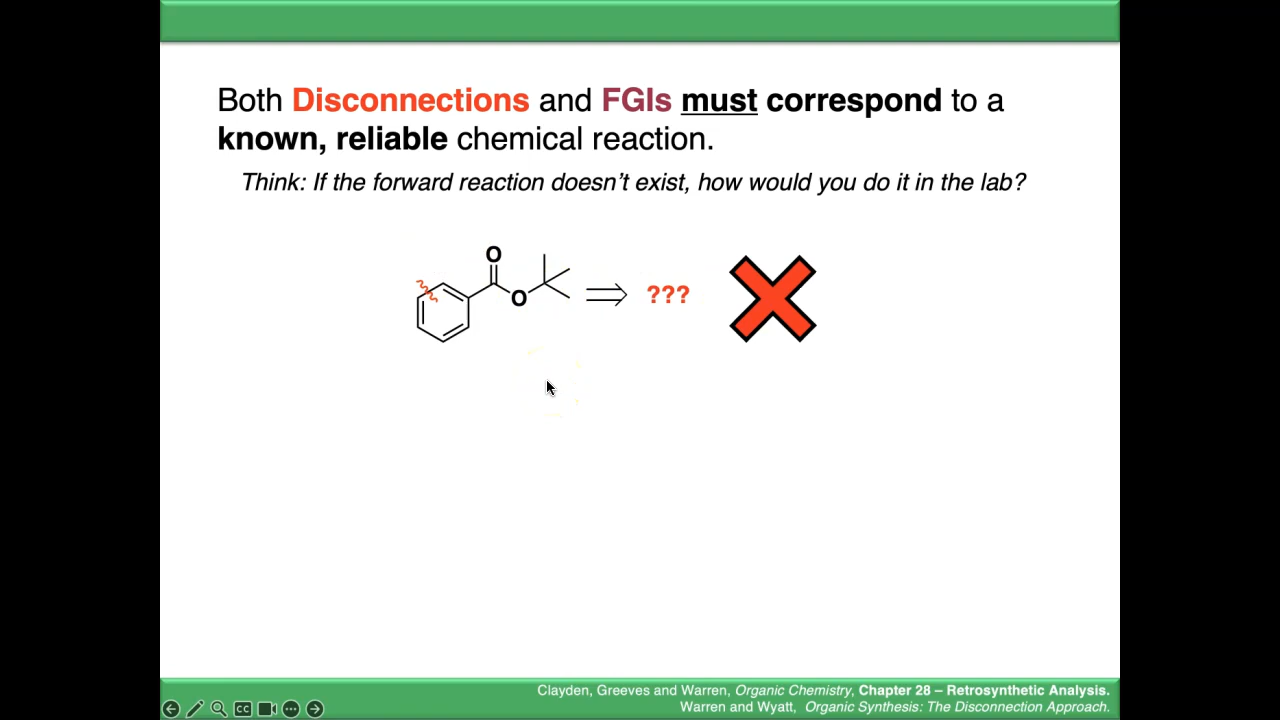 Both Disconnections and FGIs must correspond to a
known, reliable chemical reaction.
Think: If the forward reaction doesn’t exist, how would you do it in the lab?
O
O
???
Clayden, Greeves and Warren, Organic Chemistry, Chapter 28 – Retrosynthetic Analysis.
Warren and Wyatt, Organic Synthesis: The Disconnection Approach.
CC